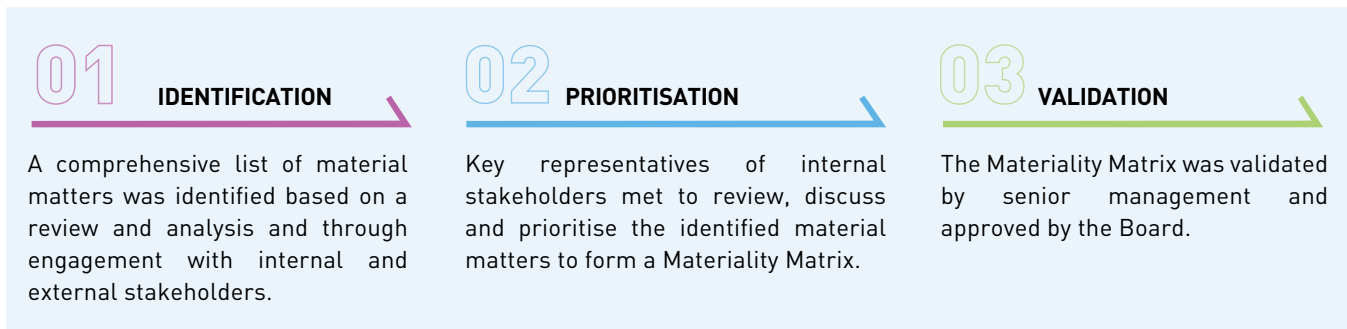 01 IDENTIFICATION
A comprehensive list of material
matters was identified based on a
review and analysis and through
engagement with internal and
external stakeholders.
02 PRIORITISATION
Key representatives of internal
stakeholders met to review, discuss
and prioritise the identified material
matters to form a Materiality Matrix.
03 VALIDATION
The Materiality Matrix was validated
by senior management and
approved by the Board.